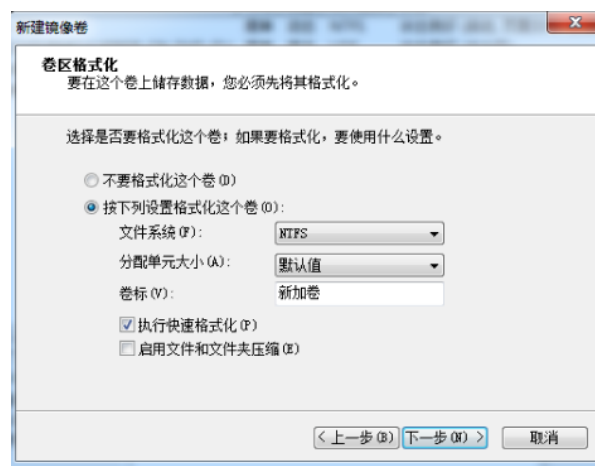 新建镜像卷
卷区格式化
要在这个卷上储存数据，您必须先将其格式化。
选择是否要格式化这个卷；如果要格式化，要使用什么设置。
不要格式化这个卷(D)
按下列设置格式化这个卷(O):
文件系统(F): NTFS
分配单元大小(A): 默认值
卷标(V): 新加卷
执行快速格式化(P)
启用文件和文件夹压缩(E)
<上一步(B) 下一步(N)> 取消